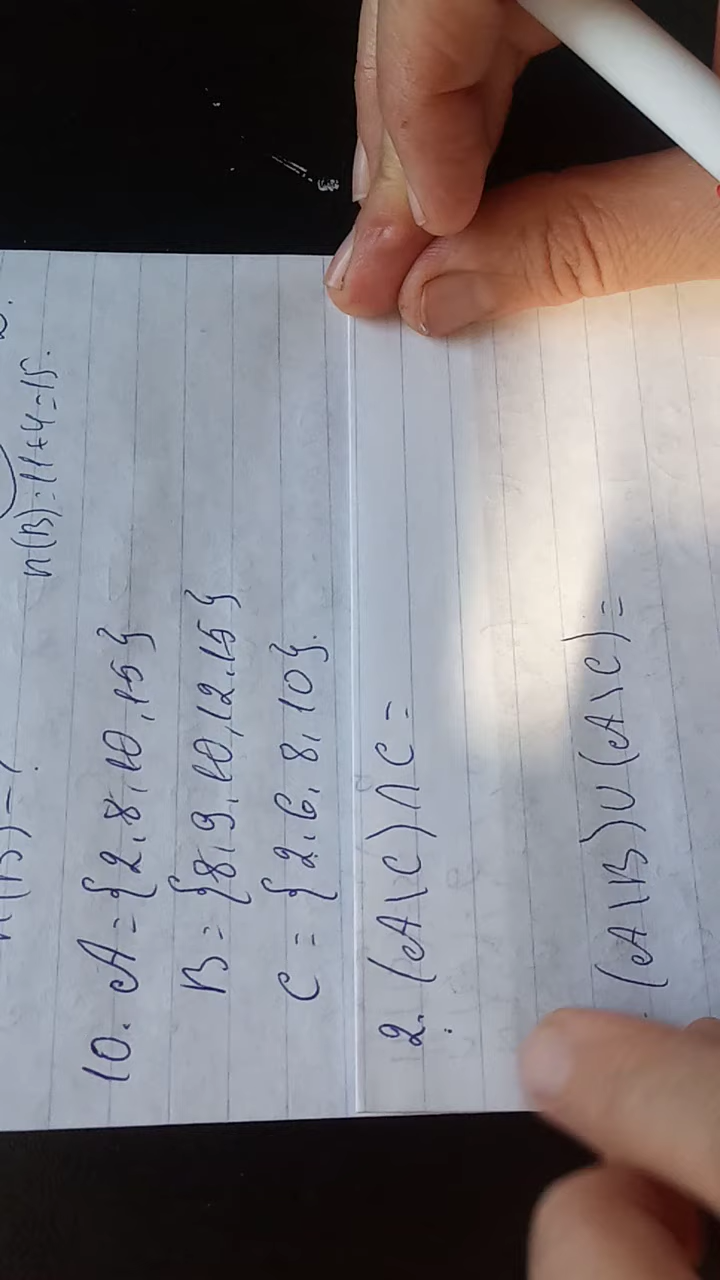 n(B)=11+4=15.
10. A={2.8.10.15}
B={8.9.10.12.15}
C={2.6.8.10}.
2. (A\C)∩C=
(A\B)∪(A\C)=